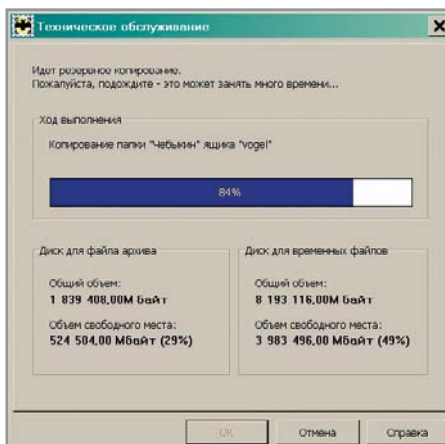 Техническое обслуживание
Идет резервное копирование.
Пожалуйста, подождите - это может занять много времени...
Ход выполнения
Копирование папки "Чебыкин" ящика "vogel"
84%
Диск для файла архива
Общий объем:
1 839 408,00М байт
Объем свободного места:
524 504,00 Мбайт (29%)
Диск для временных файлов
Общий объем:
8 193 116,00М байт
Объем свободного места:
3 983 496,00 Мбайт (49%)
OK
Отмена
Справка